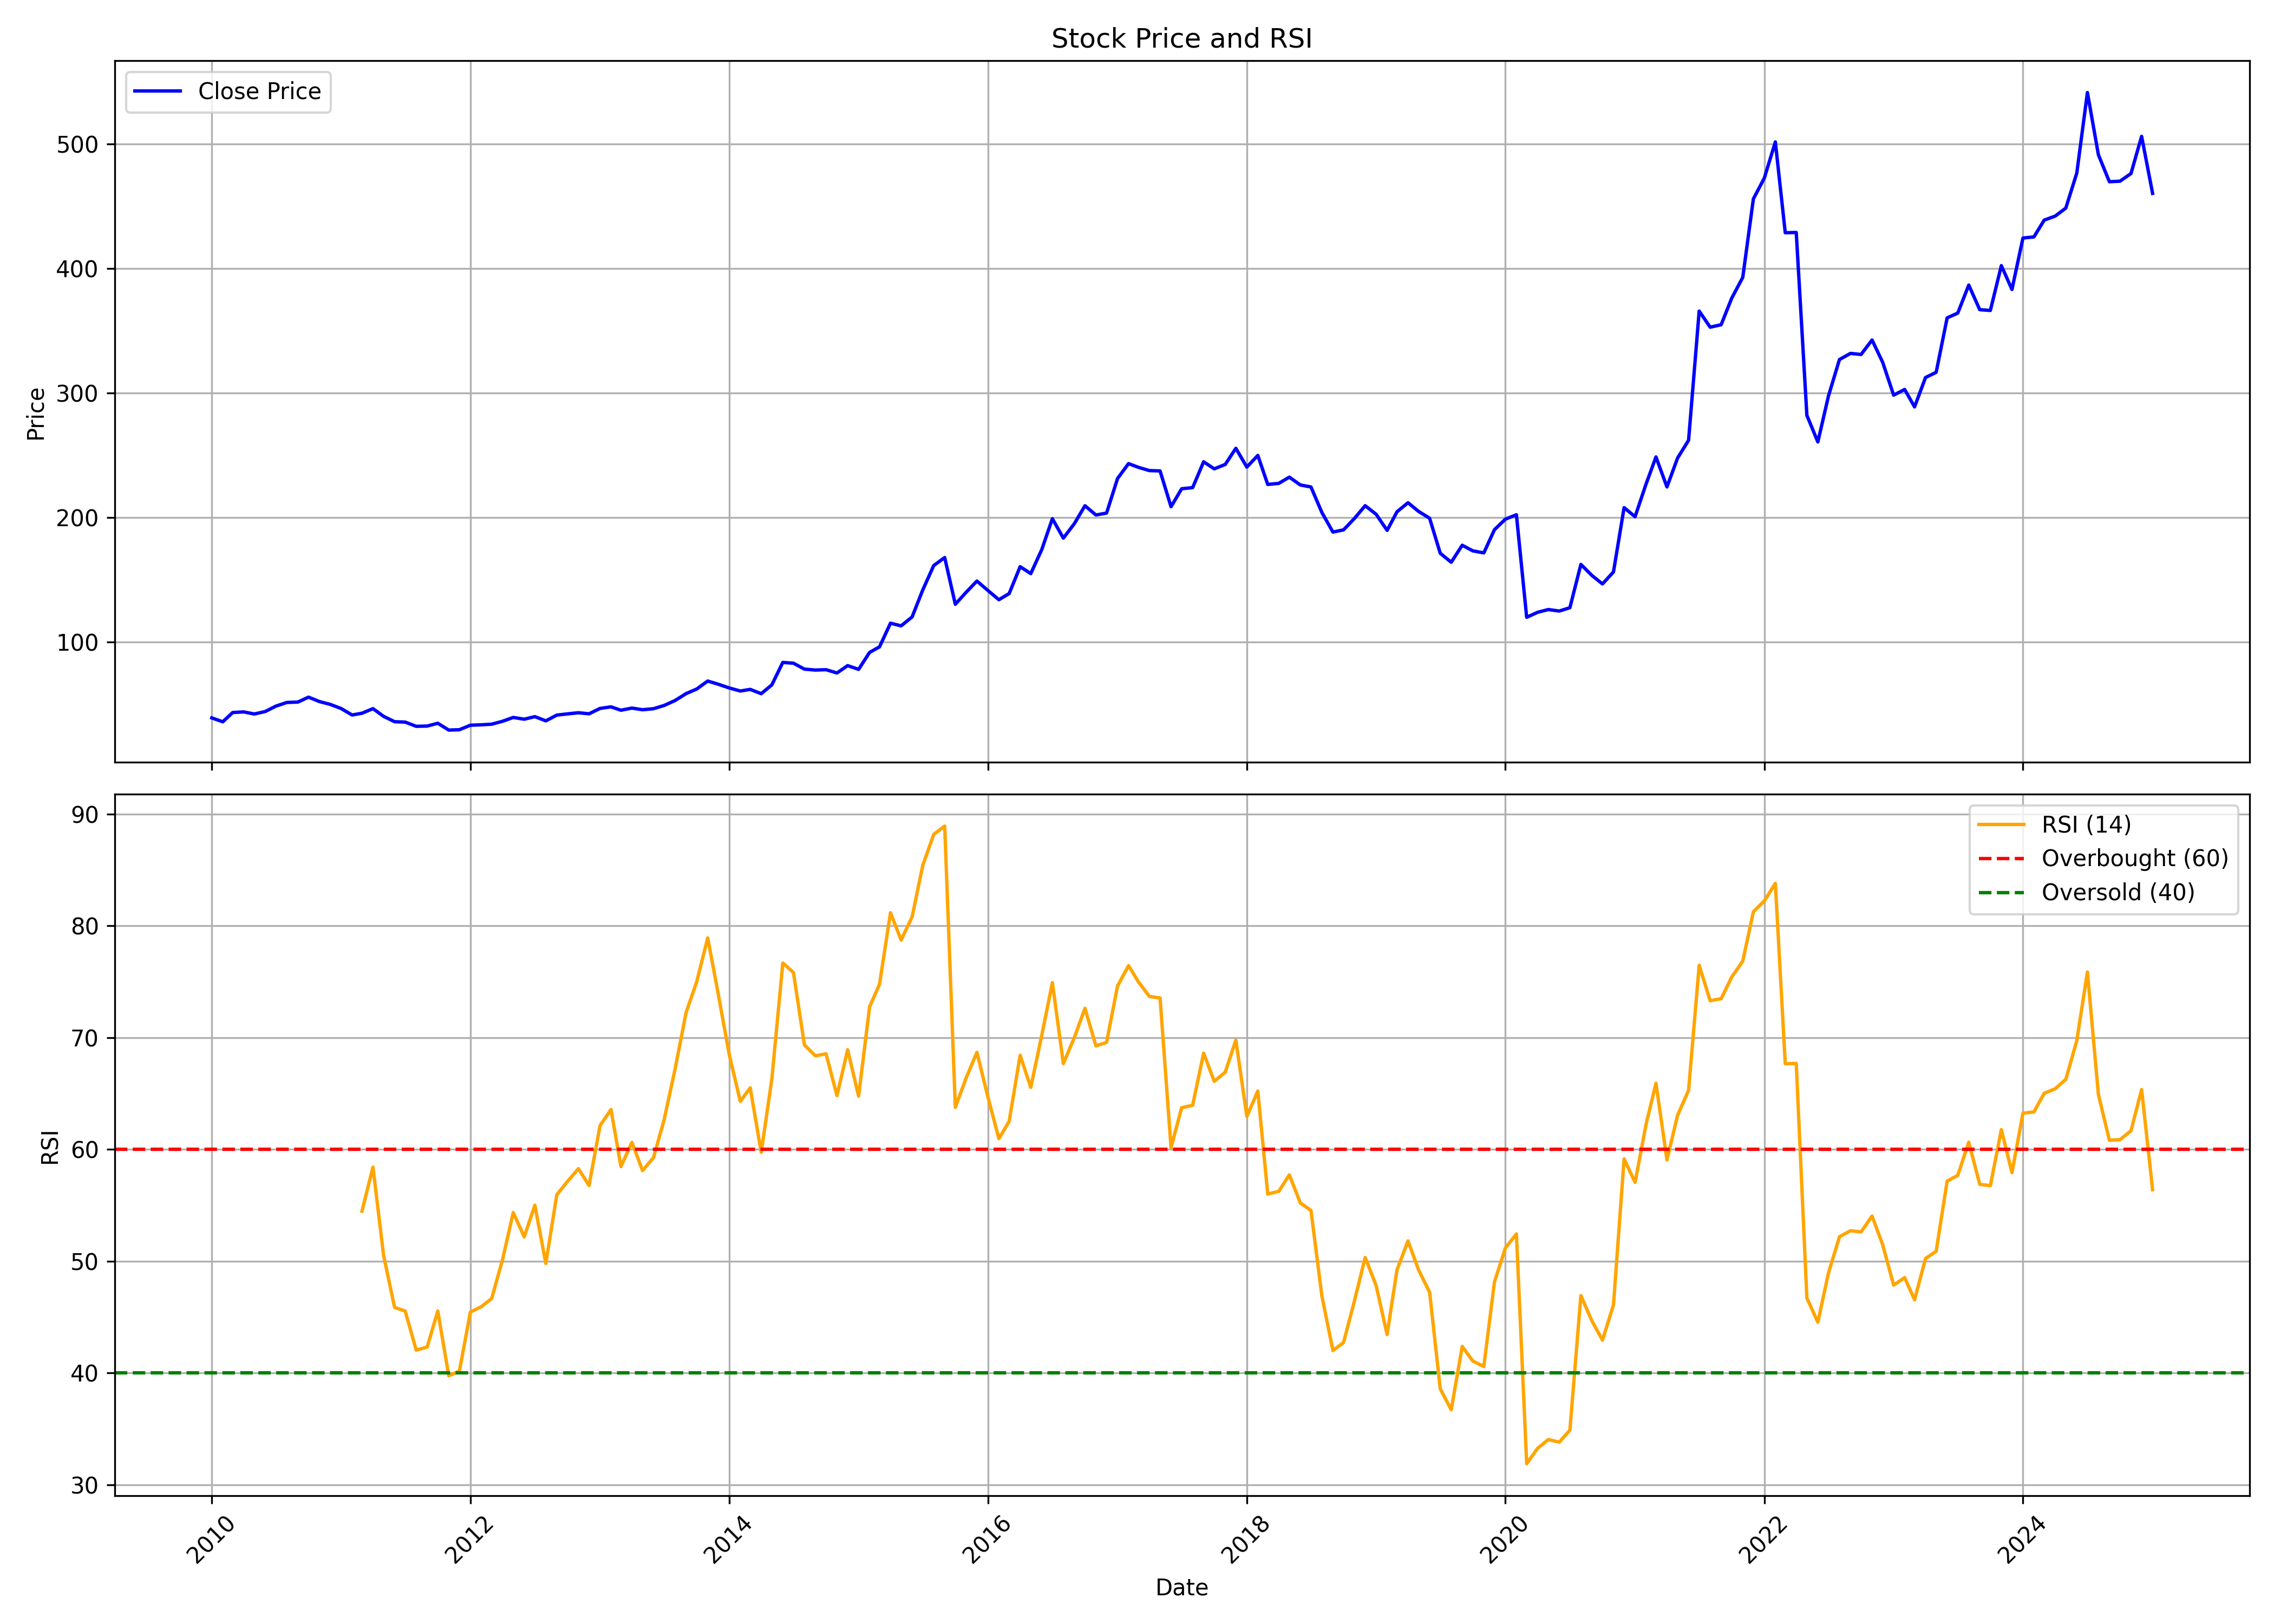 Stock Price and RSI
Close Price
500
400
300
200
100
Price
90
80
70
60
50
40
30
RSI
RSI (14)
Overbought (60)
Oversold (40)
2010
2012
2014
2016
2018
2020
2022
2024
Date